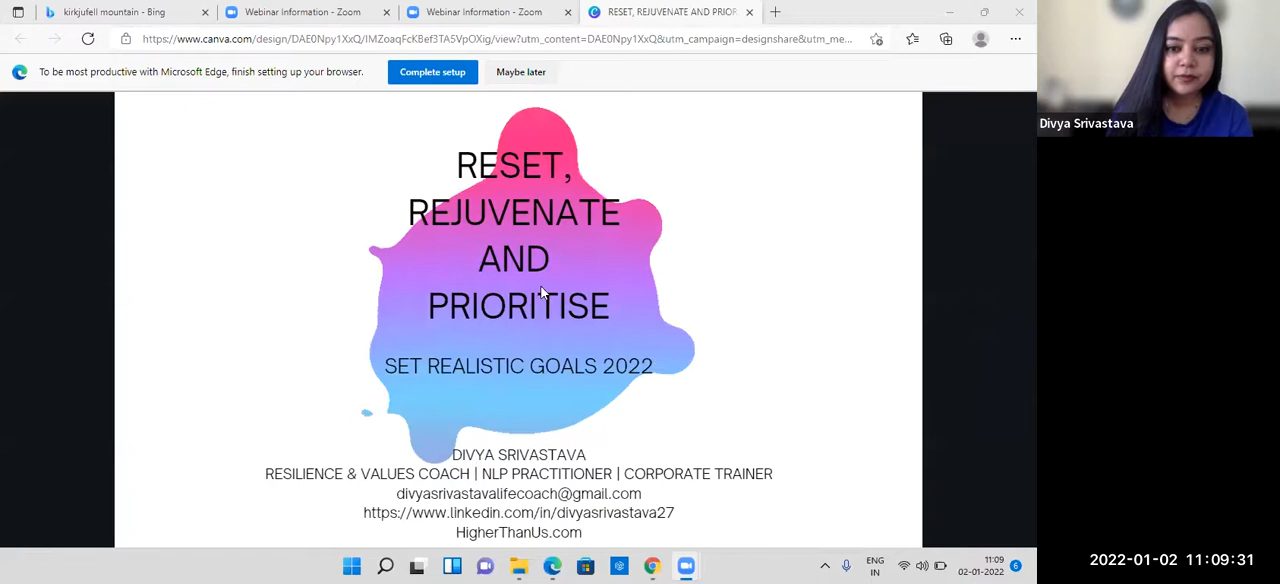 kirkjufell mountain - Bing
Webinar Information - Zoom
Webinar Information - Zoom
RESET, REJUVENATE AND PRIOR
https://www.canva.com/design/DAE0Npy1XxQ/IMZoaqFcKBef3TA5VpOXig/view?utm_content=DAE0Npy1XxQ&utm_campaign=designshare&utm_me...
To be most productive with Microsoft Edge, finish setting up your browser.
Complete setup
Maybe later
Divya Srivastava
RESET,
REJUVENATE
AND
PRIORITISE
SET REALISTIC GOALS 2022
DIVYA SRIVASTAVA
RESILIENCE & VALUES COACH | NLP PRACTITIONER | CORPORATE TRAINER
divyasrivastavalifecoach@gmail.com
https://www.linkedin.com/in/divyasrivastava27
HigherThanUs.com
ENG
IN
11:09
02-01-2022
6
2022-01-02 11:09:31